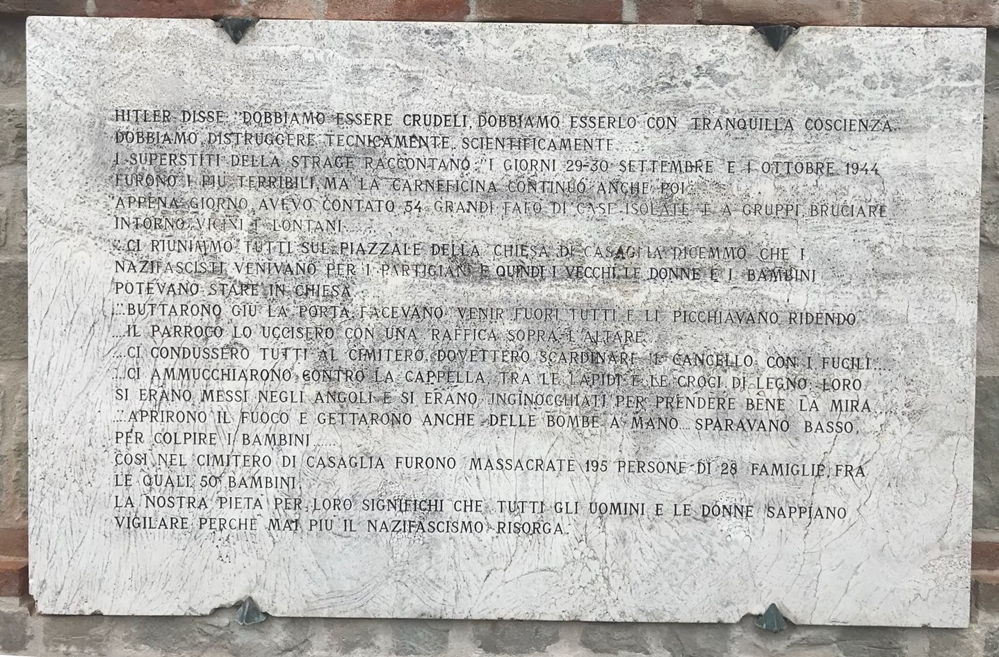 HITLER DISSE: "DOBBIAMO ESSERE CRUDELI, DOBBIAMO ESSERLO CON TRANQUILLA COSCIENZA.
DOBBIAMO DISTRUGGERE TECNICAMENTE, SCIENTIFICAMENTE....
I SUPERSTITI DELLA STRAGE RACCONTANO: "I GIORNI 29-30 SETTEMBRE E 1 OTTOBRE 1944
FURONO I PIU TERRIBILI, MA LA CARNEFICINA CONTINUÒ ANCHE POI.
APPENA GIORNO, AVEVO CONTATO 54 GRANDI FALO DI CASE ISOLATE E A GRUPPI, BRUCIARE
INTORNO, VICINI E LONTANI....
..."CI RIUNIMMO TUTTI SUL PIAZZALE DELLA CHIESA DI CASAGLIA DICEMMO CHE I
NAZIFASCISTI VENIVANO PER I PARTIGIANI E QUINDI I VECCHI, LE DONNE E I BAMBINI
POTEVANO STARE IN CHIESA
..."BUTTARONO GIU LA PORTA, FACEVANO VENIR FUORI TUTTI E LI PICCHIAVANO RIDENDO
....IL PARROCO LO UCCISERO CON UNA RAFFICA SOPRA L'ALTARE.
....CI CONDUSSERO TUTTI AL CIMITERO, DOVETTERO SCARDINARE IL CANCELLO CON I FUCILI....
....CI AMMUCCHIARONO CONTRO LA CAPPELLA, TRA LE LAPIDI E LE CROCI DI LEGNO, LORO
SI ERANO MESSI NEGLI ANGOLI E SI ERANO INGINOCCHIATI PER PRENDERE BENE LA MIRA
...."APRIRONO IL FUOCO E GETTARONO ANCHE DELLE BOMBE A MANO.... SPARAVANO BASSO,
PER COLPIRE I BAMBINI......
COSÌ NEL CIMITERO DI CASAGLIA FURONO MASSACRATE 195 PERSONE DI 28 FAMIGLIE, FRA
LE QUALI 50 BAMBINI.
LA NOSTRA PIETA PER LORO SIGNIFICHI CHE TUTTI GLI UOMINI E LE DONNE SAPPIANO
VIGILARE PERCHE MAI PIU IL NAZIFASCISMO RISORGA.